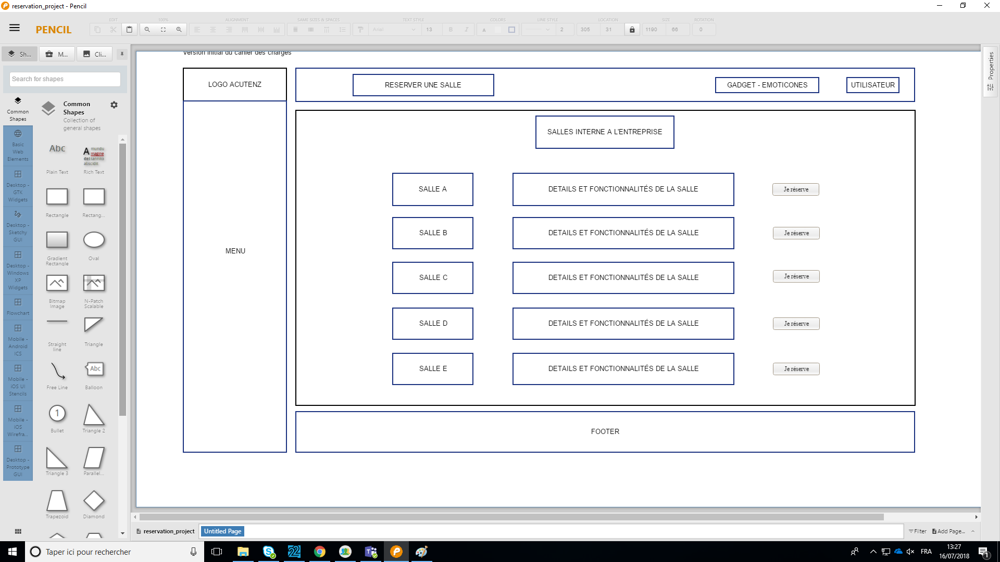 reservation_project - Pencil
PENCIL
EDIT
100%
ALIGNMENT
SAME SIZES & SPACES
TEXT STYLE
COLORS
LINE STYLE
LOCATION
SIZE
ROTATION
Arial
13
B
I
A
2
305
31
1190
66
0
Sh...
M...
Cli...
Search for shapes
Common
Shapes
Basic
Web
Elements
Desktop -
GTK
Widgets
Desktop -
Sketchy
GUI
Desktop -
Windows
XP
Widgets
Flowchart
Mobile -
Android
ICS
Mobile -
iOS UI
Stencils
Mobile -
iOS
Wirefra...
Desktop -
Prototype
GUI
Common
Shapes
Collection of
general shapes
Abc
Plain Text
A mundu
magine
del tannito
abscidit
Rich Text
Rectangle
Rectang...
Gradient
Rectangle
Oval
Bitmap
Image
N-Patch
Scalable
Straight
line
Triangle
Free Line
Abc
Balloon
1
Bullet
Triangle 2
Triangle 3
Parallel...
Trapezoid
Diamond
Version initial du cahier des charges
LOGO ACUTENZ
RESERVER UNE SALLE
GADGET - EMOTICONES
UTILISATEUR
MENU
SALLES INTERNE A L'ENTREPRISE
SALLE A
DETAILS ET FONCTIONNALITÉS DE LA SALLE
Je réserve
SALLE B
DETAILS ET FONCTIONNALITÉS DE LA SALLE
Je réserve
SALLE C
DETAILS ET FONCTIONNALITÉS DE LA SALLE
Je réserve
SALLE D
DETAILS ET FONCTIONNALITÉS DE LA SALLE
Je réserve
SALLE E
DETAILS ET FONCTIONNALITÉS DE LA SALLE
Je réserve
FOOTER
Properties
reservation_project
Untitled Page
Filter
Add Page...
Taper ici pour rechercher
22
FRA
13:27
16/07/2018
1